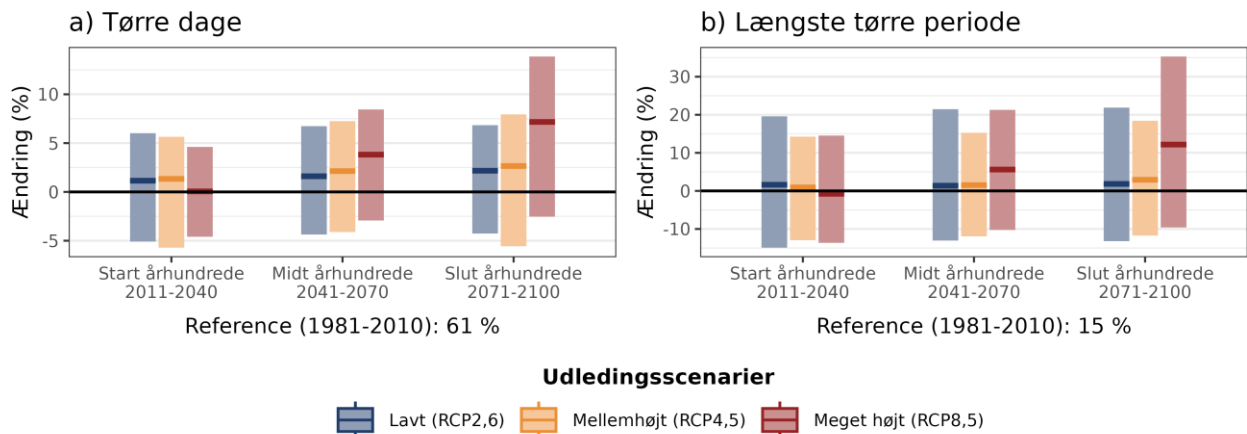 a) Tørre dage
Ændring (%)
10
5
0
-5
Start århundrede
2011-2040
Midt århundrede
2041-2070
Slut århundrede
2071-2100
Reference (1981-2010): 61 %
b) Længste tørre periode
Ændring (%)
30
20
10
0
-10
Start århundrede
2011-2040
Midt århundrede
2041-2070
Slut århundrede
2071-2100
Reference (1981-2010): 15 %
Udledingsscenarier
Lavt (RCP2,6)
Mellemhøjt (RCP4,5)
Meget højt (RCP8,5)